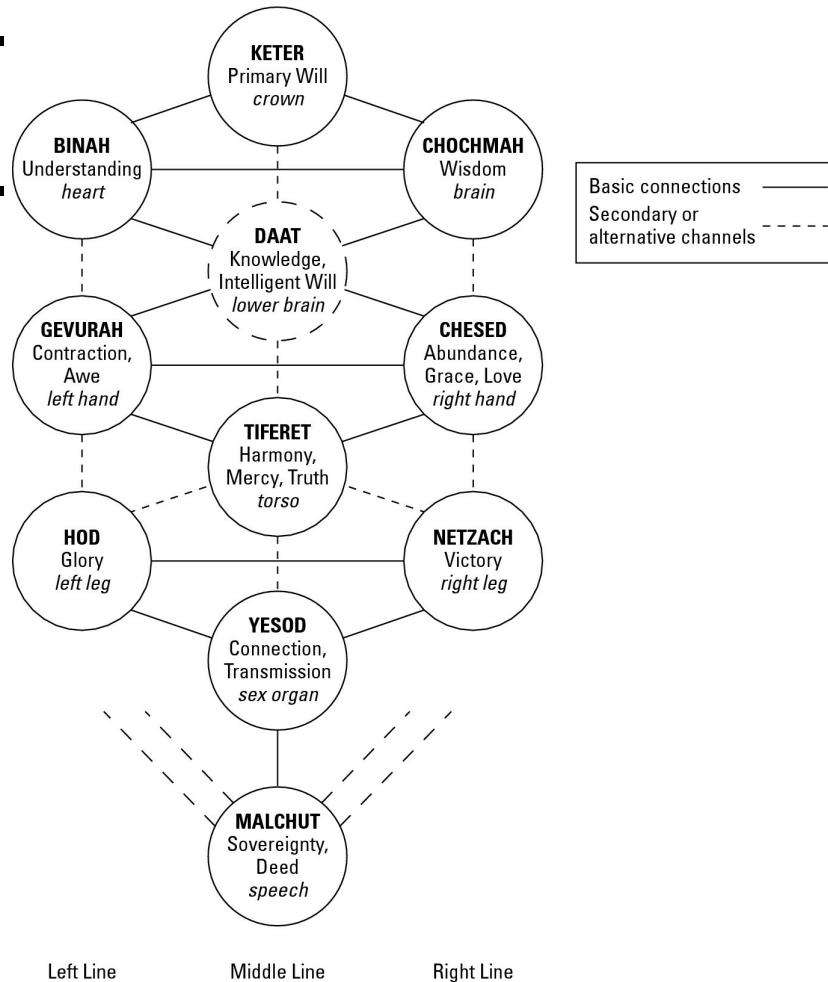 KETER
Primary Will
crown
BINAH
Understanding
heart
CHOCHMAH
Wisdom
brain
Basic connections
Secondary or
alternative channels
DAAT
Knowledge,
Intelligent Will
lower brain
GEVURAH
Contraction,
Awe
left hand
CHESED
Abundance,
Grace, Love
right hand
TIFERET
Harmony,
Mercy, Truth
torso
HOD
Glory
left leg
NETZACH
Victory
right leg
YESOD
Connection,
Transmission
sex organ
MALCHUT
Sovereignty,
Deed
speech
Left Line
Middle Line
Right Line